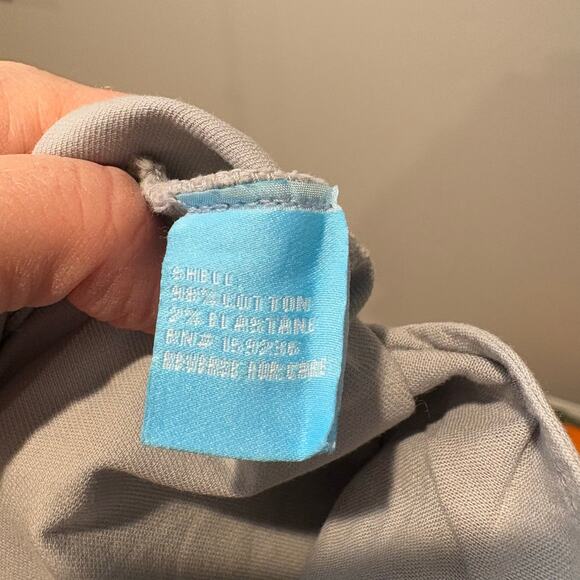 SHELL
98% COTTON
2% ELASTANE
RN# 159236
REVERSE FOR CARE